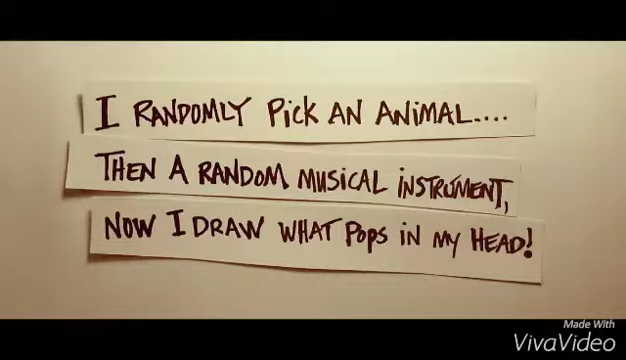 I RANDOMLY PICK AN ANIMAL....
THEN A RANDOM MUSICAL INSTRUMENT,
NOW I DRAW WHAT POPS IN MY HEAD!
Made With
VivaVideo